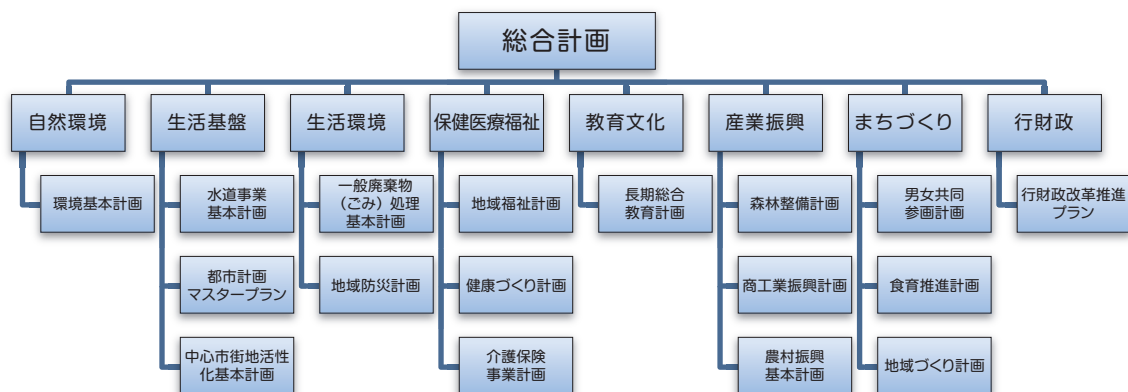 総合計画
自然環境
生活基盤
生活環境
保健医療福祉
教育文化
産業振興
まちづくり
行財政
環境基本計画
水道事業
基本計画
一般廃棄物
（ごみ）処理
基本計画
地域福祉計画
長期総合
教育計画
森林整備計画
男女共同
参画計画
行財政改革推進
プラン
都市計画
マスタープラン
地域防災計画
健康づくり計画
商工業振興計画
食育推進計画
中心市街地活性
化基本計画
介護保険
事業計画
農村振興
基本計画
地域づくり計画